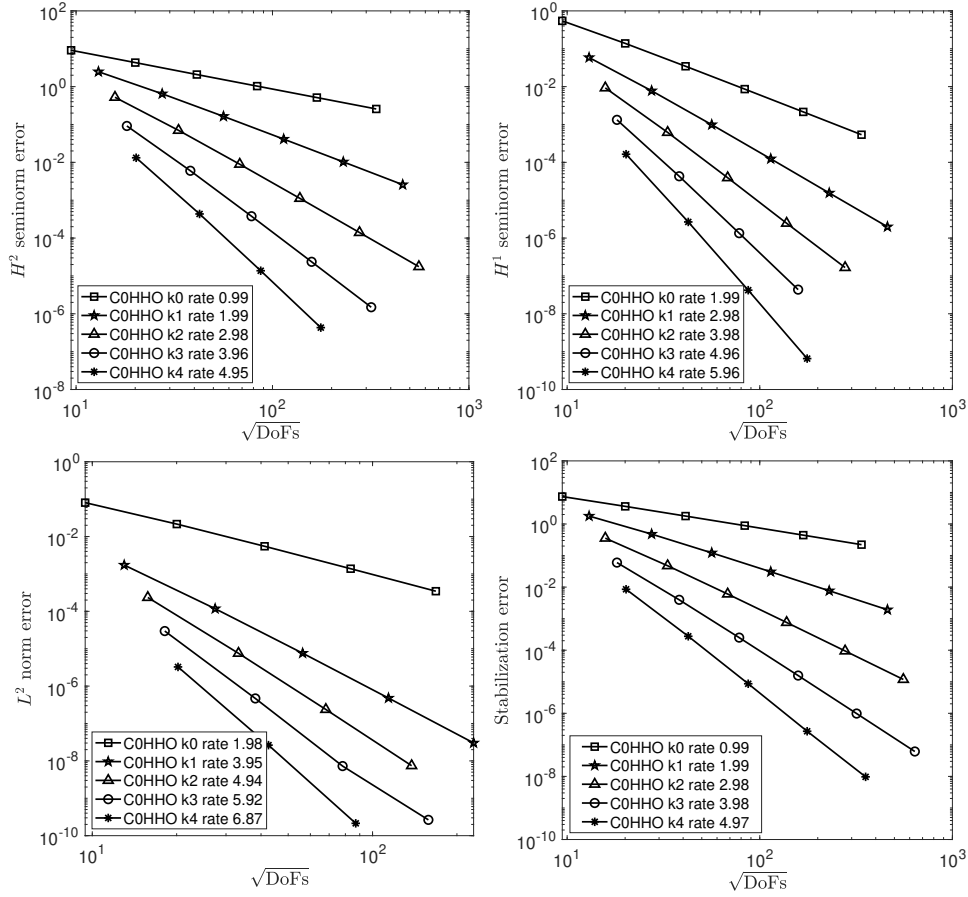 10^2
10^0
10^-2
10^-4
10^-6
10^-8
H^2 seminorm error
C0HHO k0 rate 0.99
C0HHO k1 rate 1.99
C0HHO k2 rate 2.98
C0HHO k3 rate 3.96
C0HHO k4 rate 4.95
10^1 10^2 10^3
√DoFs
10^0
10^-2
10^-4
10^-6
10^-8
10^-10
H^1 seminorm error
C0HHO k0 rate 1.99
C0HHO k1 rate 2.98
C0HHO k2 rate 3.98
C0HHO k3 rate 4.96
C0HHO k4 rate 5.96
10^1 10^2 10^3
√DoFs
10^0
10^-2
10^-4
10^-6
10^-8
10^-10
L^2 norm error
C0HHO k0 rate 1.98
C0HHO k1 rate 3.95
C0HHO k2 rate 4.94
C0HHO k3 rate 5.92
C0HHO k4 rate 6.87
10^1 10^2
√DoFs
10^2
10^0
10^-2
10^-4
10^-6
10^-8
10^-10
Stabilization error
C0HHO k0 rate 0.99
C0HHO k1 rate 1.99
C0HHO k2 rate 2.98
C0HHO k3 rate 3.98
C0HHO k4 rate 4.97
10^1 10^2 10^3
√DoFs